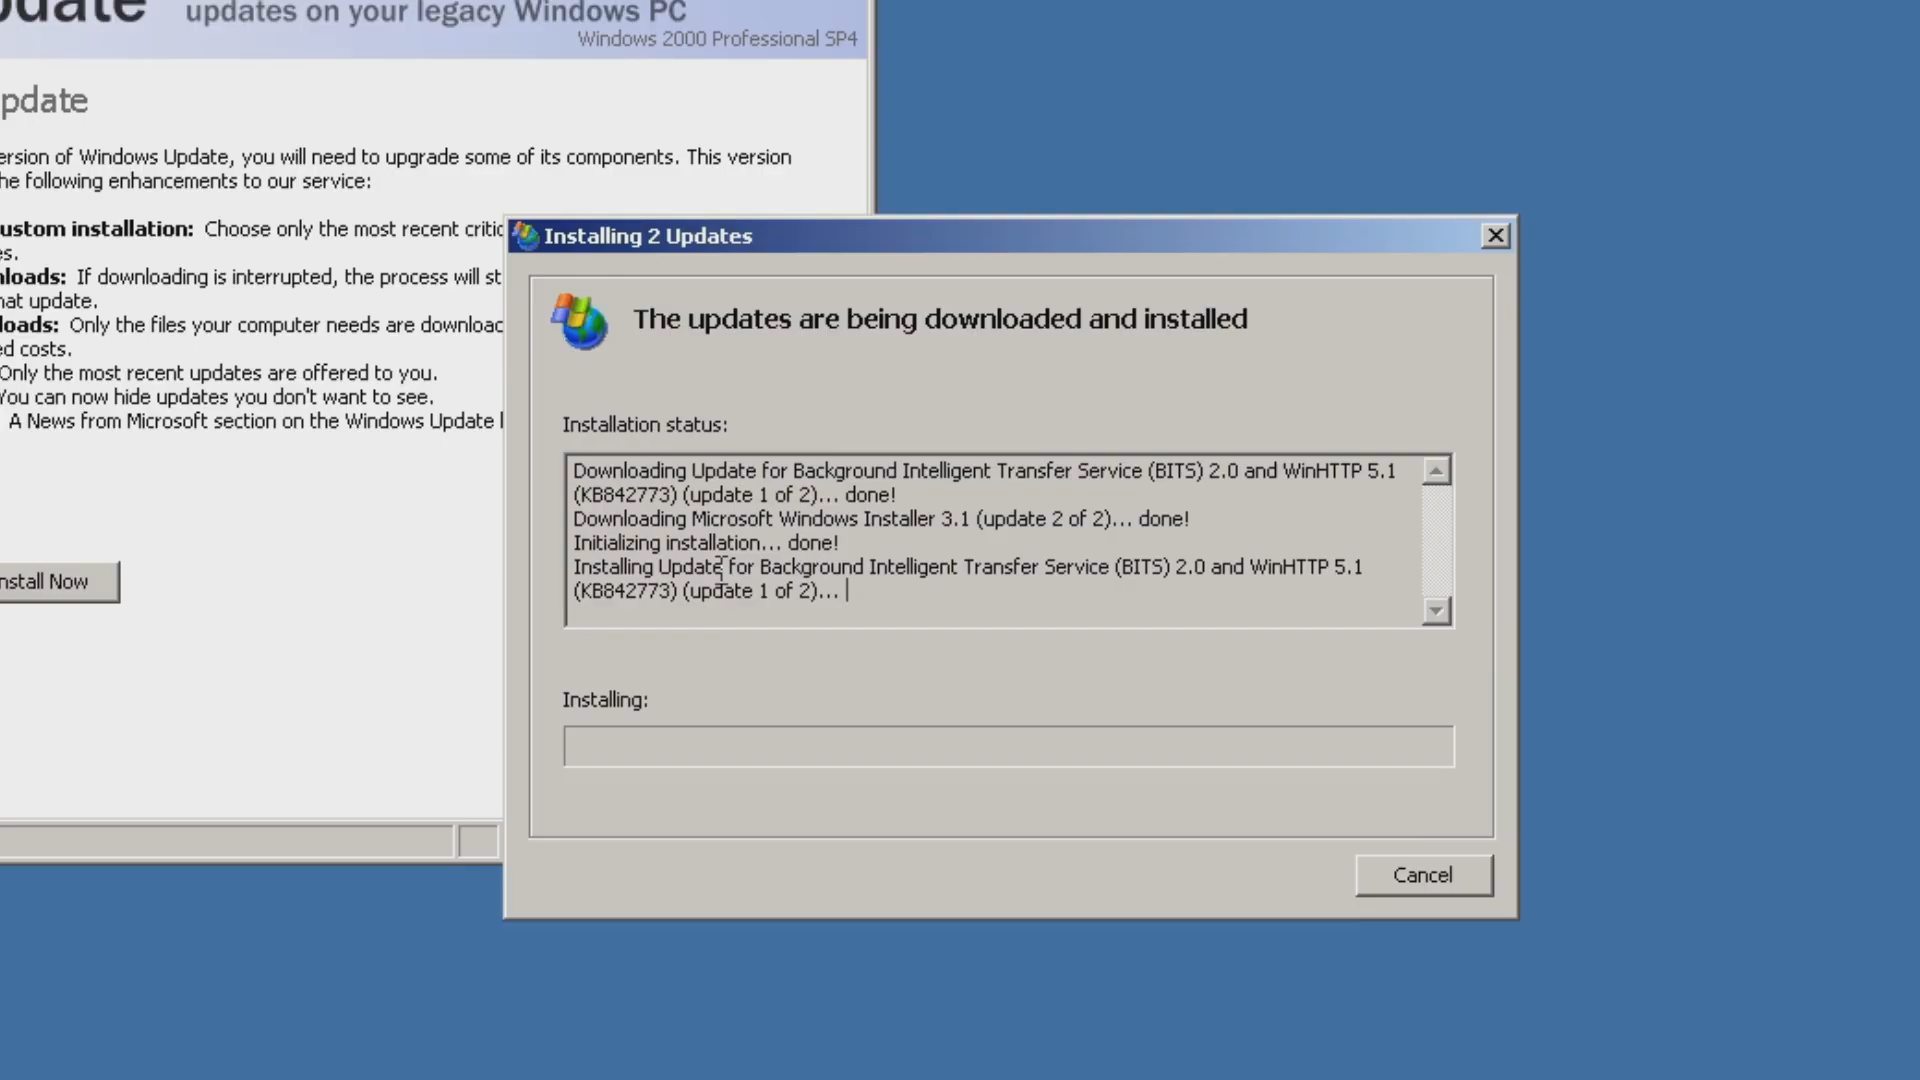 pdate updates on your legacy Windows PC
Windows 2000 Professional SP4
pdate
ersion of Windows Update, you will need to upgrade some of its components. This version
he following enhancements to our service:
ustom installation: Choose only the most recent critic
es.
nloads: If downloading is interrupted, the process will st
hat update.
loads: Only the files your computer needs are downloac
ed costs.
Only the most recent updates are offered to you.
You can now hide updates you don't want to see.
A News from Microsoft section on the Windows Update
nstall Now
Installing 2 Updates
The updates are being downloaded and installed
Installation status:
Downloading Update for Background Intelligent Transfer Service (BITS) 2.0 and WinHTTP 5.1
(KB842773) (update 1 of 2)... done!
Downloading Microsoft Windows Installer 3.1 (update 2 of 2)... done!
Initializing installation... done!
Installing Update for Background Intelligent Transfer Service (BITS) 2.0 and WinHTTP 5.1
(KB842773) (update 1 of 2)...
Installing:
Cancel